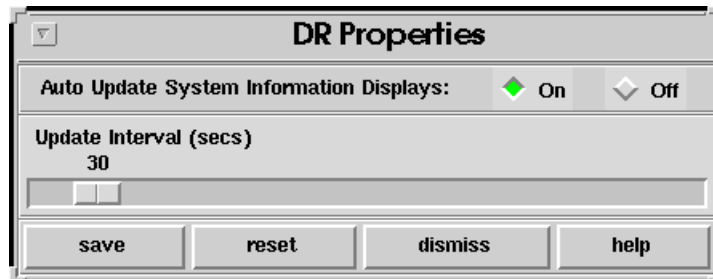 DR Properties
Auto Update System Information Displays: On Off
Update Interval (secs)
30
save reset dismiss help